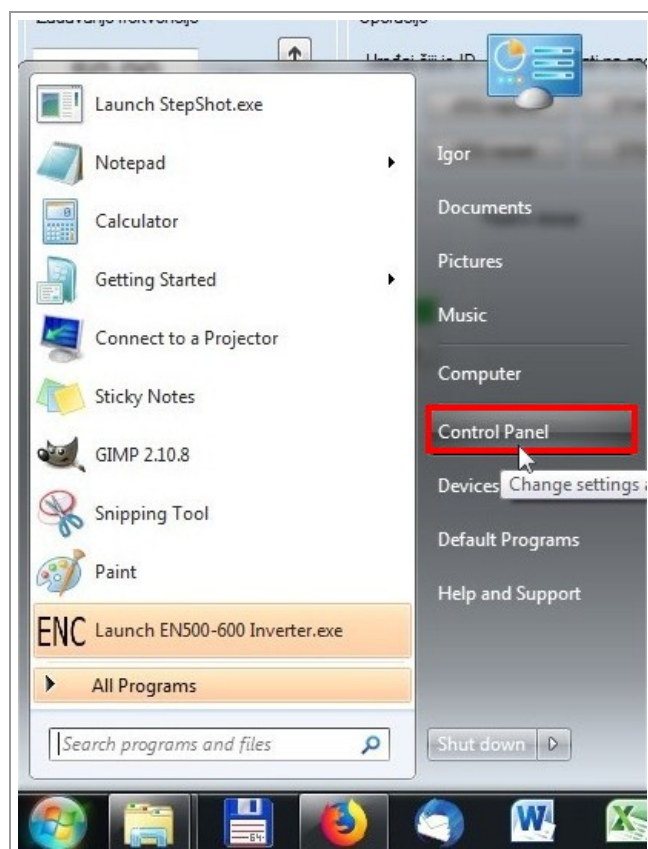 Launch StepShot.exe
Notepad
Calculator
Getting Started
Connect to a Projector
Sticky Notes
GIMP 2.10.8
Snipping Tool
Paint
ENC Launch EN500-600 Inverter.exe
All Programs
Search programs and files
Igor
Documents
Pictures
Music
Computer
Control Panel
Devices
Change settings a
Default Programs
Help and Support
Shut down
64